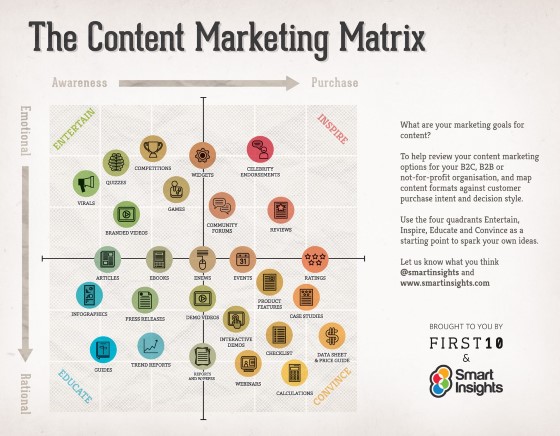 The Content Marketing Matrix
Awareness
Purchase
Emotional
Rational
ENTERTAIN
INSPIRE
EDUCATE
CONVINCE
COMPETITIONS
QUIZZES
WIDGETS
CELEBRITY
ENDORSEMENTS
VIRALS
GAMES
BRANDED VIDEOS
COMMUNITY
FORUMS
REVIEWS
ARTICLES
EBOOKS
ENEWS
31
EVENTS
RATINGS
INFOGRAPHICS
PRESS RELEASES
DEMO VIDEOS
PRODUCT
FEATURES
CASE STUDIES
INTERACTIVE
DEMOS
GUIDES
TREND REPORTS
REPORTS
CHECKLIST
DATA SHEET
& PRICE GUIDE
WEBINARS
CALCULATIONS
What are your marketing goals for
content?
To help review your content marketing
options for your B2C, B2B or
not-for-profit organisation, and map
content formats against customer
purchase intent and decision style.
Use the four quadrants Entertain,
Inspire, Educate and Convince as a
starting point to spark your own ideas.
Let us know what you think
@smartinsights and
www.smartinsights.com
BROUGHT TO YOU BY
FIRST10
&
Smart
Insights